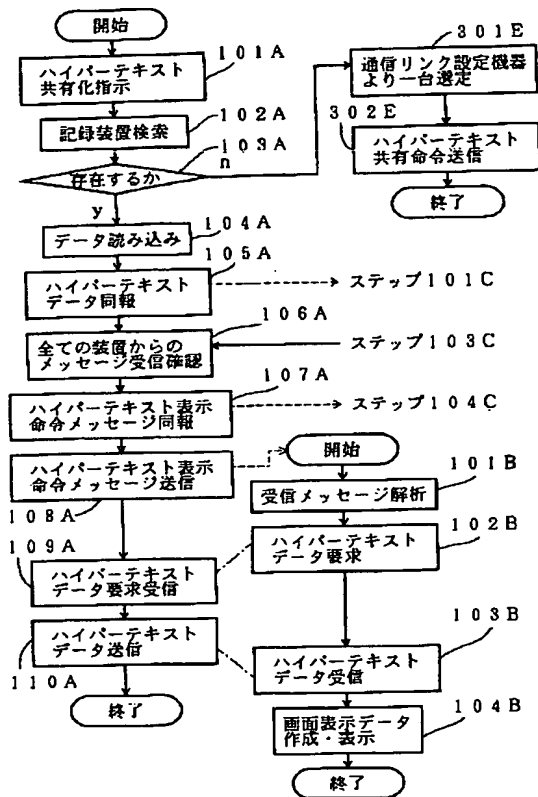 開始
101A
ハイパーテキスト
共有化指示
102A
記録装置検索
103A
存在するか
n
y
104A
データ読み込み
105A
ハイパーテキスト
データ同報
ステップ101C
106A
全ての装置からの
メッセージ受信確認
ステップ103C
107A
ハイパーテキスト表示
命令メッセージ同報
ステップ104C
ハイパーテキスト表示
命令メッセージ送信
108A
109A
ハイパーテキスト
データ要求受信
ハイパーテキスト
データ送信
110A
終了
301E
通信リンク設定機器
より一台選定
302E
ハイパーテキスト
共有命令送信
終了
開始
101B
受信メッセージ解析
102B
ハイパーテキスト
データ要求
103B
ハイパーテキスト
データ受信
104B
画面表示データ
作成・表示
終了